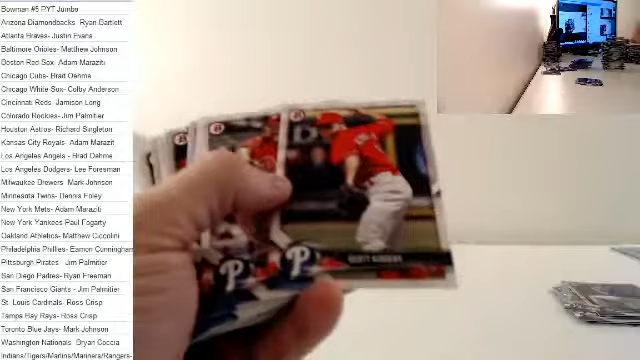 Bowman #5 PYT Jumbo
Arizona Diamondbacks Ryan Bartlett
Atlanta Braves- Justin Evans
Baltimore Orioles- Matthew Johnson
Boston Red Sox- Adam Maraziti
Chicago Cubs- Brad Oehme
Chicago White Sox- Colby Anderson
Cincinnati Reds- Jamison Long
Colorado Rockies- Jim Palmitier
Houston Astros- Richard Singleton
Kansas City Royals- Adam Marazit
Los Angeles Angels - Brad Oehme
Los Angeles Dodgers- Lee Foresman
Milwaukee Brewers Mark Johnson
Minnesota Twins- Dennis Foley
New York Mets- Adam Maraziti
New York Yankees Paul Fogarty
Oakland Athletics- Matthew Ciccolini
Philadelphia Phillies- Eamon Cunningham
Pittsburgh Pirates- Jim Palmitier
San Diego Padres- Ryan Freeman
San Francisco Giants - Jim Palmitier
St. Louis Cardinals- Ross Crisp
Tampa Bay Rays- Ross Crisp
Toronto Blue Jays- Mark Johnson
Washington Nationals Bryan Coccia
Indians/Tigers/Marlins/Mariners/Rangers-
P
P